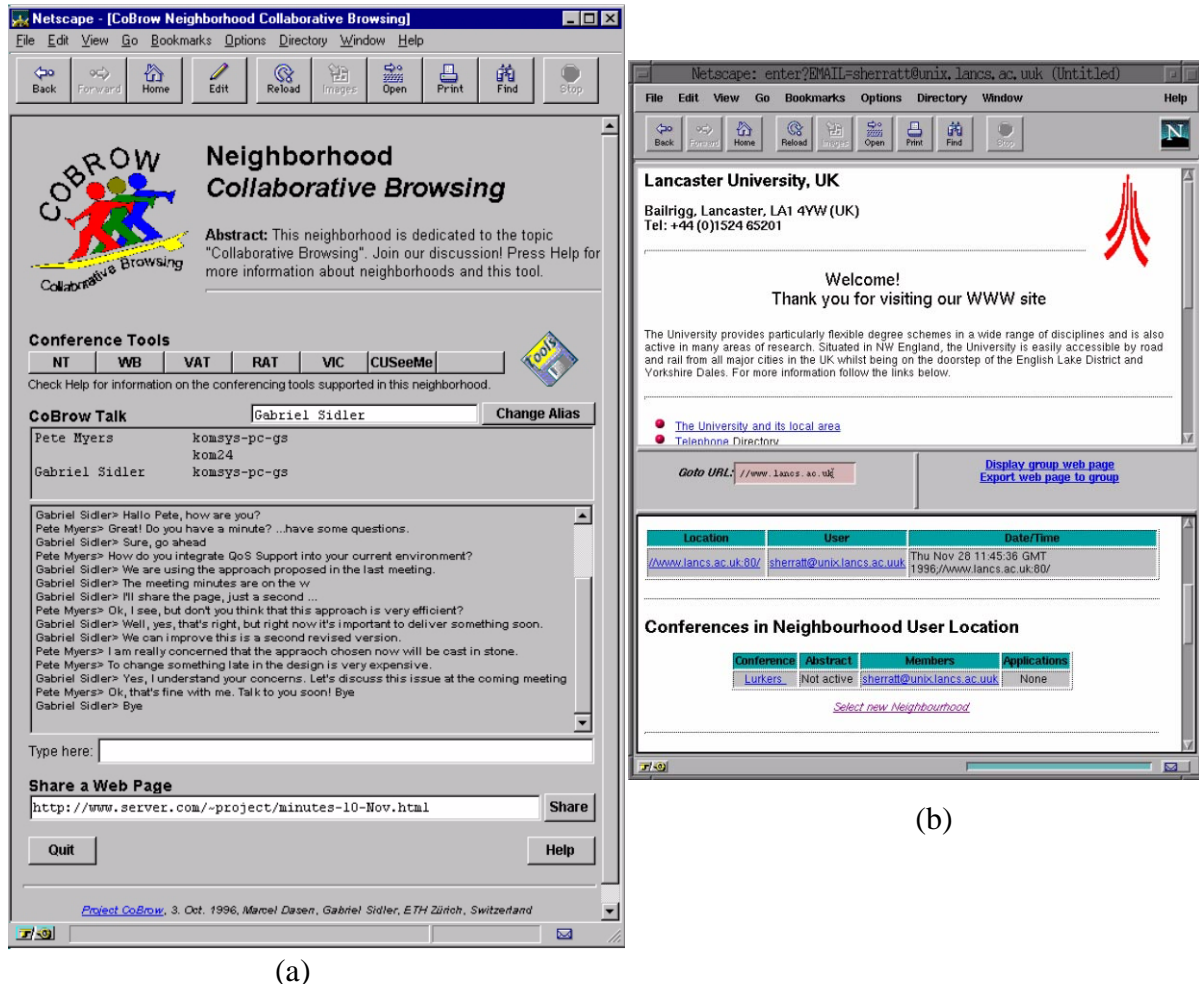 Netscape - [CoBrow Neighborhood Collaborative Browsing]
File Edit View Go Bookmarks Options Directory Window Help
Back Forward Home Edit Reload Images Open Print Find Stop
COBROW
Collaborative Browsing
Neighborhood
Collaborative Browsing
Abstract: This neighborhood is dedicated to the topic
"Collaborative Browsing". Join our discussion! Press Help for
more information about neighborhoods and this tool.
Conference Tools
NT WB VAT RAT VIC CUSeeMe
Tools
Check Help for information on the conferencing tools supported in this neighborhood.
CoBrow Talk Gabriel Sidler Change Alias
Pete Myers komsys-pc-gs
kom24
Gabriel Sidler komsys-pc-gs
Gabriel Sidler> Hallo Pete, how are you?
Pete Myers> Great! Do you have a minute? ...have some questions.
Gabriel Sidler> Sure, go ahead
Pete Myers> How do you integrate QoS Support into your current environment?
Gabriel Sidler> We are using the approach proposed in the last meeting.
Gabriel Sidler> The meeting minutes are on the w
Gabriel Sidler> I'll share the page, just a second ...
Pete Myers> Ok, I see, but don't you think that this approach is very efficient?
Gabriel Sidler> Well, yes, that's right, but right now it's important to deliver something soon.
Gabriel Sidler> We can improve this is a second revised version.
Pete Myers> I am really concerned that the appraoch chosen now will be cast in stone.
Pete Myers> To change something late in the design is very expensive.
Gabriel Sidler> Yes, I understand your concerns. Let's discuss this issue at the coming meeting
Pete Myers> Ok, that's fine with me. Talk to you soon! Bye
Gabriel Sidler> Bye
Type here:
Share a Web Page
http://www.server.com/~project/minutes-10-Nov.html Share
Quit Help
Project CoBrow, 3. Oct. 1996, Marcel Dasen, Gabriel Sidler, ETH Zürich, Switzerland
(a)
Netscape: enter?EMAIL=sherratt@unix.lancs.ac.uuk (Untitled)
File Edit View Go Bookmarks Options Directory Window Help
Back Forward Home Reload Images Open Print Find Stop
N
Lancaster University, UK
Bailrigg, Lancaster, LA1 4YW (UK)
Tel: +44 (0)1524 65201
Welcome!
Thank you for visiting our WWW site
The University provides particularly flexible degree schemes in a wide range of disciplines and is also
active in many areas of research. Situated in NW England, the University is easily accessible by road
and rail from all major cities in the UK whilst being on the doorstep of the English Lake District and
Yorkshire Dales. For more information follow the links below.
The University and its local area
Telephone Directory
Goto URL: //www.lancs.ac.uk
Display group web page
Export web page to group
Location User Date/Time
//www.lancs.ac.uk:80/ sherratt@unix.lancs.ac.uuk Thu Nov 28 11:45:36 GMT
1996;//www.lancs.ac.uk:80/
Conferences in Neighbourhood User Location
Conference Abstract Members Applications
Lurkers Not active sherratt@unix.lancs.ac.uuk None
Select new Neighbourhood
(b)